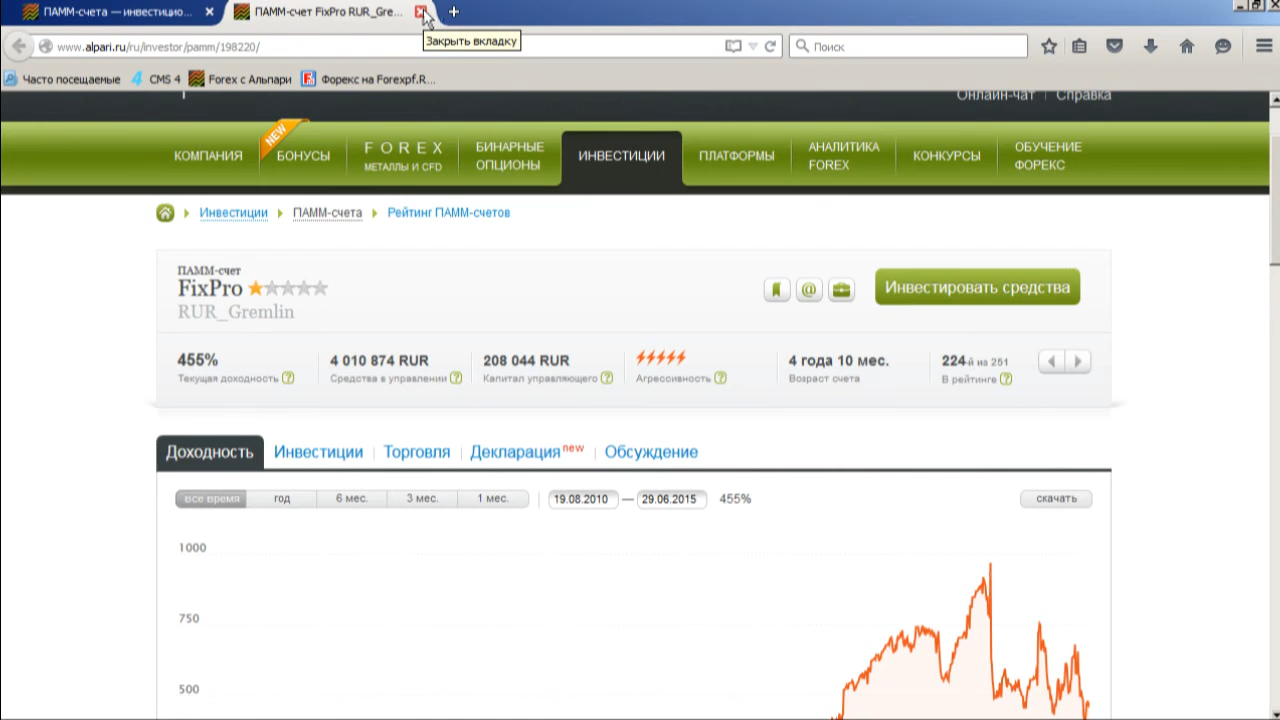 ПАММ-счета — инвестицио...
ПАММ-счет FixPro RUR_Gre...
Закрыть вкладку
www.alpari.ru/ru/investor/pamm/198220/
Поиск
Часто посещаемые
CMS 4
Forex с Альпари
Форекс на Forexpf.R...
Онлайн-чат
Справка
КОМПАНИЯ
NEW
БОНУСЫ
FOREX
МЕТАЛЛЫ И CFD
БИНАРНЫЕ
ОПЦИОНЫ
ИНВЕСТИЦИИ
ПЛАТФОРМЫ
АНАЛИТИКА
FOREX
КОНКУРСЫ
ОБУЧЕНИЕ
ФОРЕКС
Инвестиции
ПАММ-счета
Рейтинг ПАММ-счетов
ПАММ-счет
FixPro
RUR_Gremlin
Инвестировать средства
455%
Текущая доходность ?
4 010 874 RUR
Средства в управлении ?
208 044 RUR
Капитал управляющего ?
Агрессивность ?
4 года 10 мес.
Возраст счета
224-й из 251
В рейтинге ?
Доходность
Инвестиции
Торговля
Декларация new
Обсуждение
все время
год
6 мес.
3 мес.
1 мес.
19.08.2010 — 29.06.2015 455%
скачать
1000
750
500